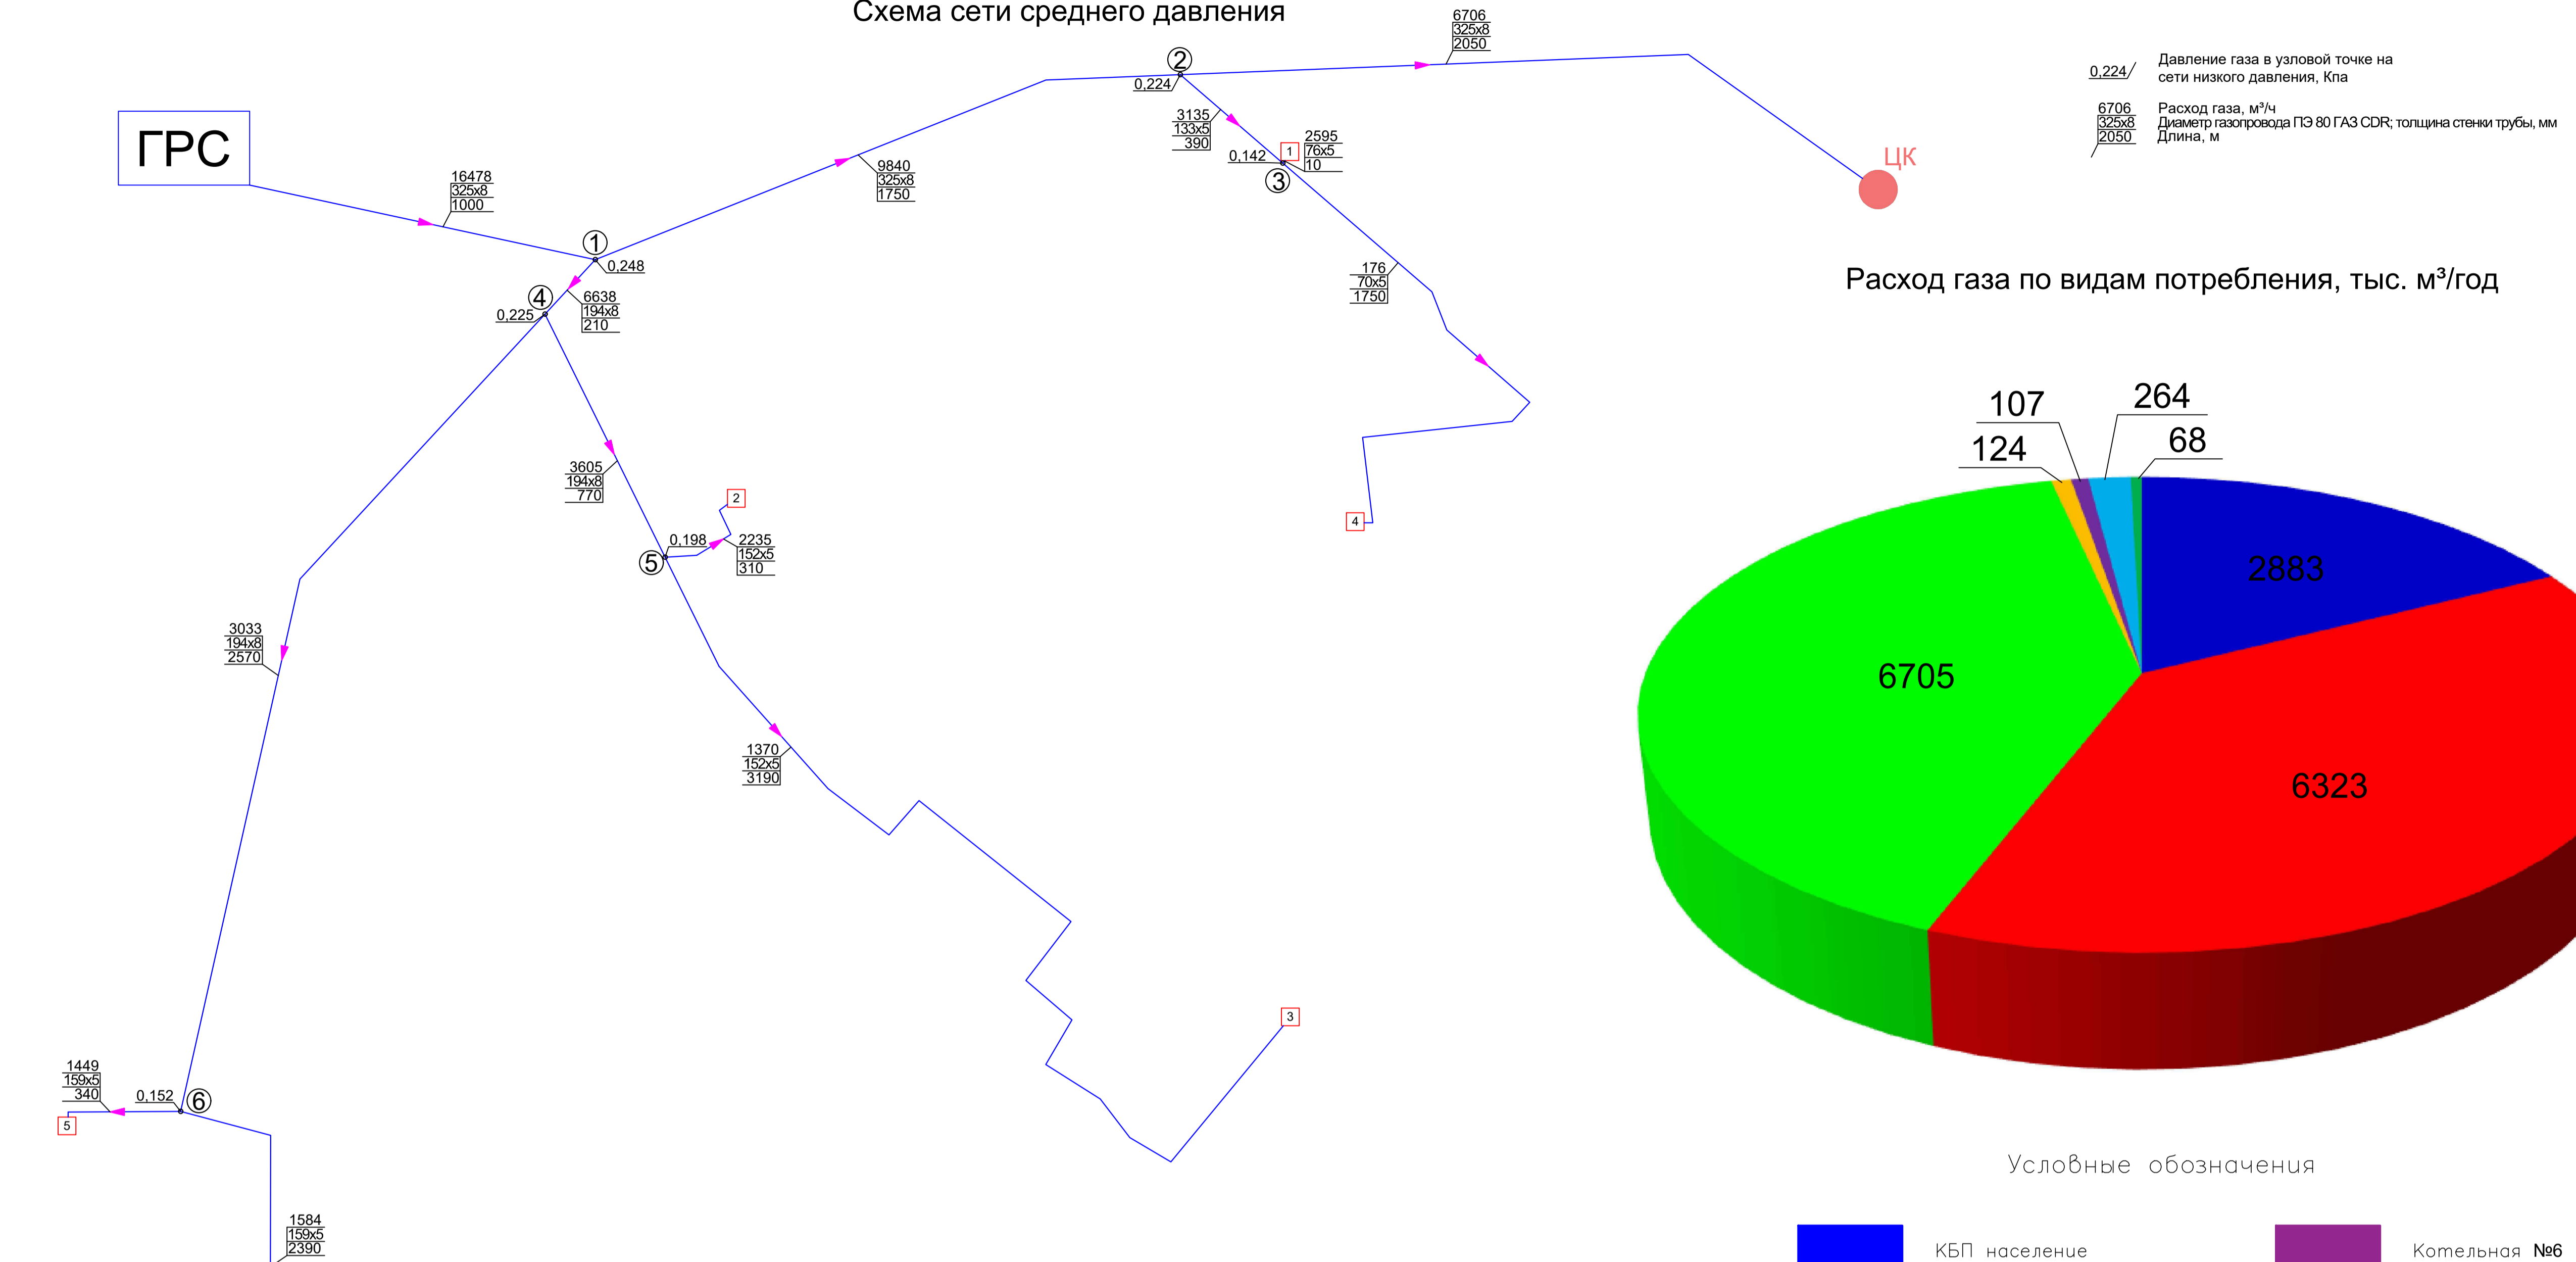 Схема сети среднего давления
6706
325x8
2050
2
0,224
0,224
Давление газа в узловой точке на
сети низкого давления, Кпа
6706
325x8
2050
Расход газа, м³/ч
Диаметр газопровода ПЭ 80 ГАЗ CDR; толщина стенки трубы, мм
Длина, м
ГРС
3135
133x5
390
1
2595
76x5
10
0,142
3
ЦК
16478
325x8
1000
9840
325x8
1750
1
0,248
176
70x5
1750
Расход газа по видам потребления, тыс. м³/год
4
0,225
6638
194x8
210
107
264
124
68
3605
194x8
770
2
4
0,198
5
2235
152x5
310
2883
3033
194x8
2570
6705
6323
1370
152x5
3190
3
1449
159x5
340
0,152
6
5
Условные обозначения
1584
159x5
2390
КБП население
Котельная №6